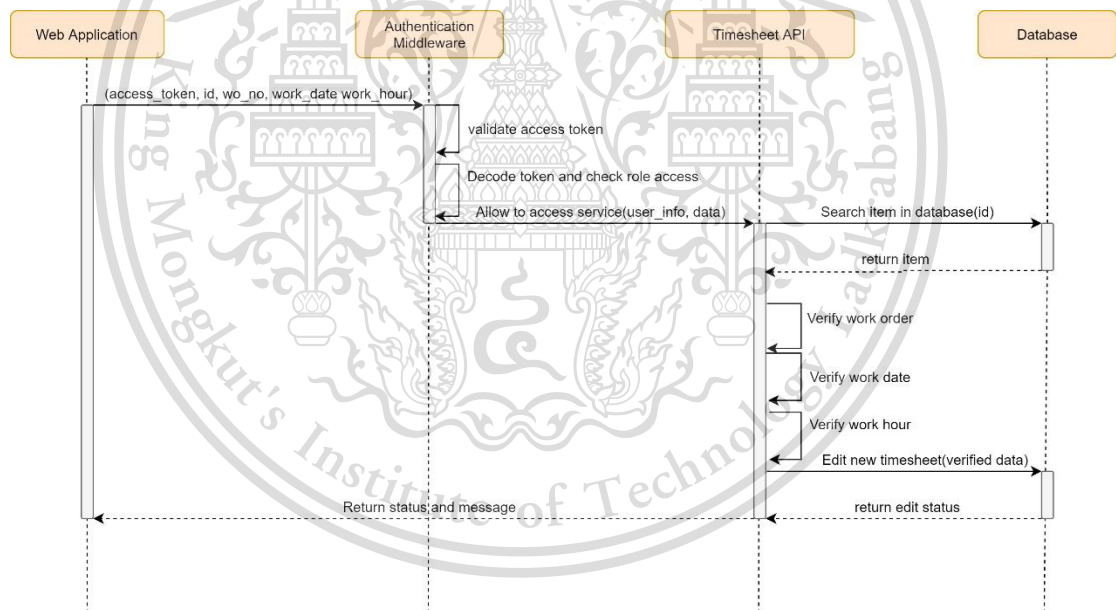 Web Application
Authentication
Middleware
Timesheet API
Database
(access_token, id, wo_no, work_date work_hour)
validate access token
Decode token and check role access
Allow to access service(user_info, data)
Search item in database(id)
return item
Verify work order
Verify work date
Verify work hour
Edit new timesheet(verified data)
Return status and message
return edit status
King Mongkut's Institute of Technology Ladkrabang